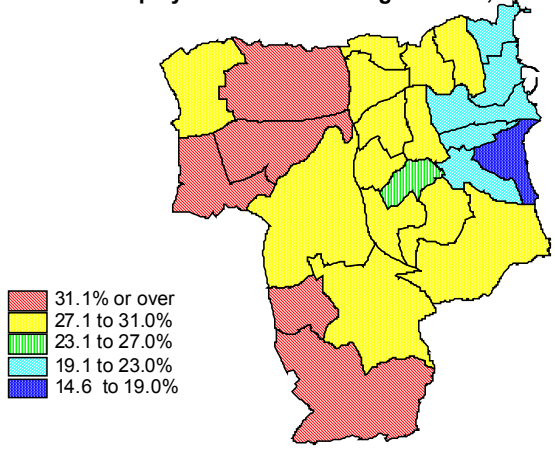 31.1% or over
27.1 to 31.0%
23.1 to 27.0%
19.1 to 23.0%
14.6 to 19.0%